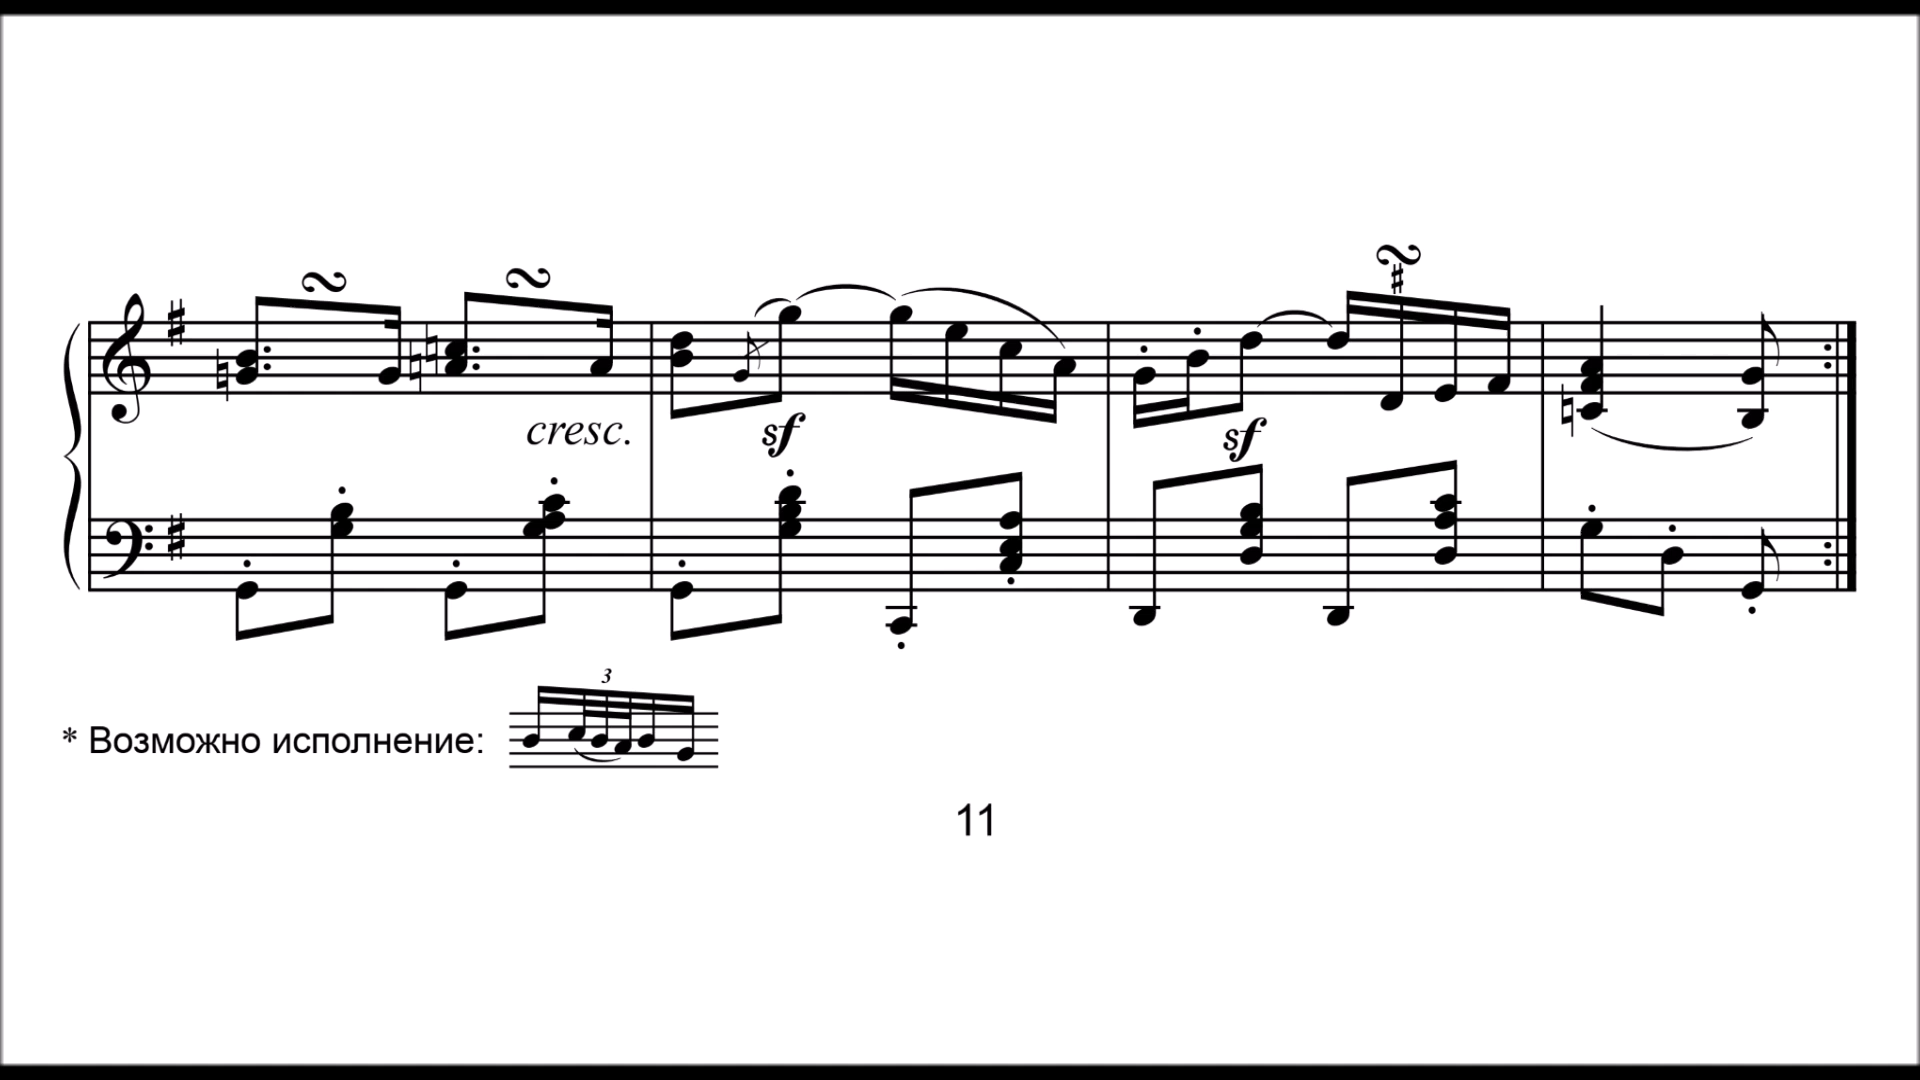 cresc.
sf
sf
3
* Возможно исполнение:
11